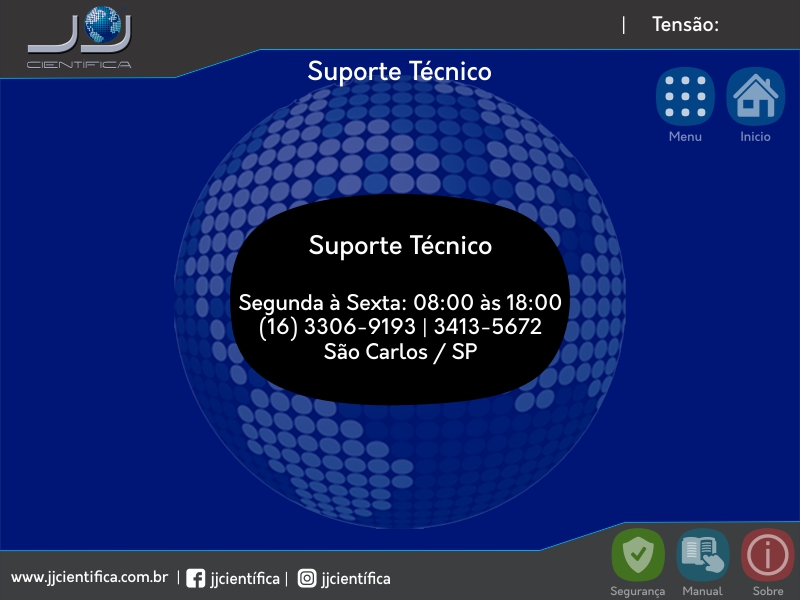 JJ
CIENTÍFICA
| Tensão:
Suporte Técnico
Menu
Inicio
Suporte Técnico
Segunda à Sexta: 08:00 às 18:00
(16) 3306-9193 | 3413-5672
São Carlos / SP
www.jjcientifica.com.br | jjcientífica | jjcientífica
Segurança
Manual
Sobre